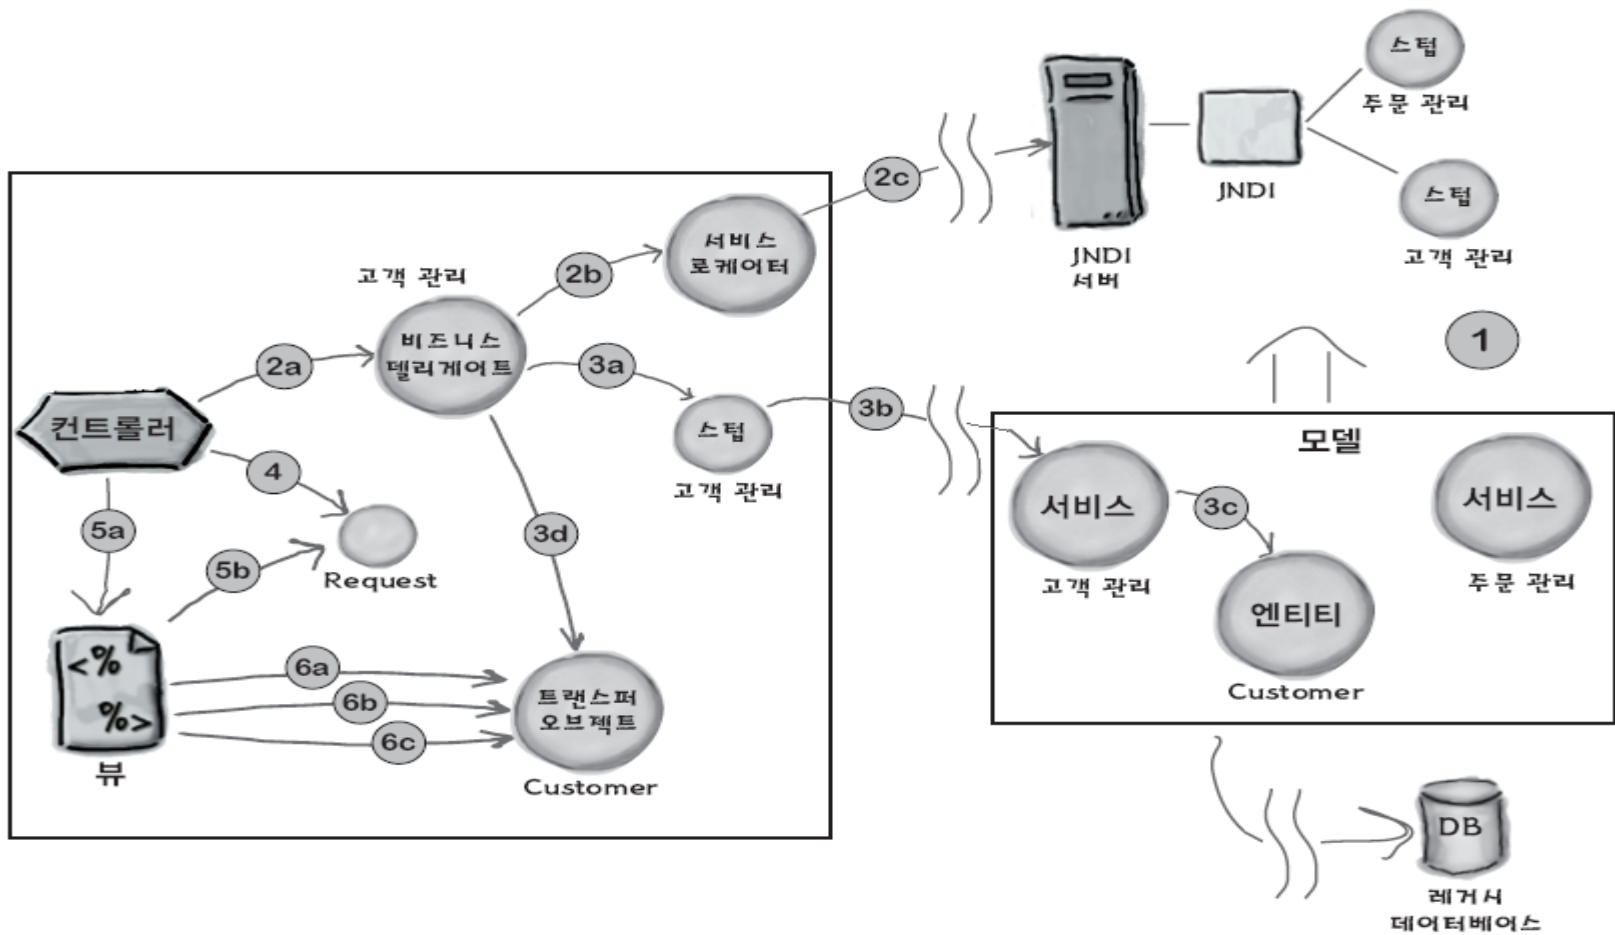 스텁
주문 관리
스텁
고객 관리
JNDI
JNDI
서버
2c
서비스
로케이터
2b
고객 관리
비즈니스
델리게이트
2a
3a
스텁
고객 관리
3b
1
컨트롤러
4
Request
5a
5b
3d
모델
서비스
고객 관리
3c
서비스
주문 관리
엔티티
Customer
<%
%>
뷰
6a
6b
6c
트랜스퍼
오브젝트
Customer
DB
레거시
데이터베이스